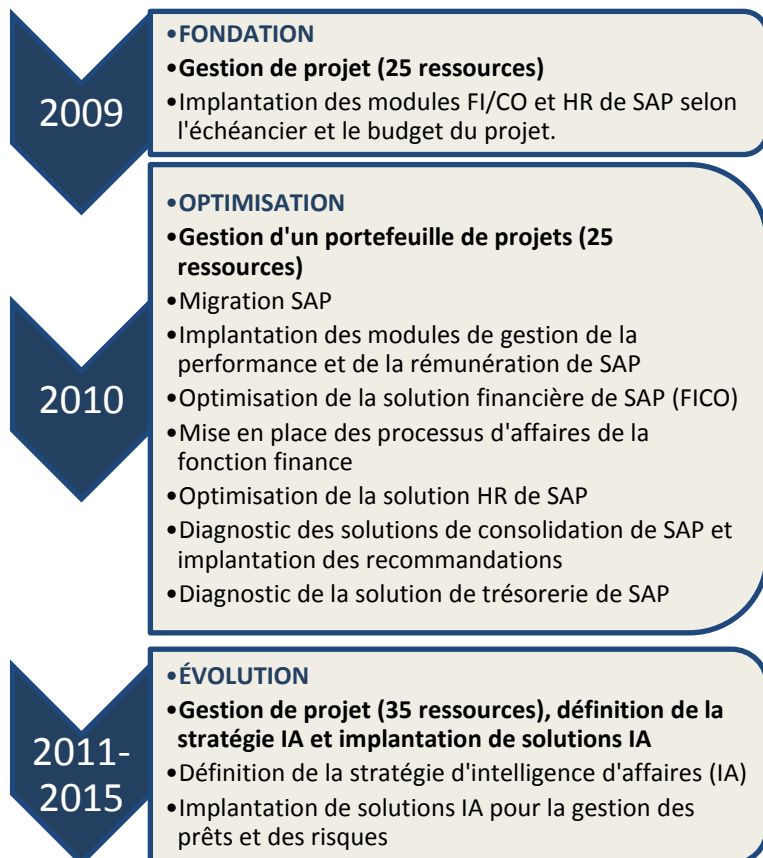 2009
•FONDATION
•Gestion de projet (25 ressources)
•Implantation des modules FI/CO et HR de SAP selon
l'échéancier et le budget du projet.
2010
•OPTIMISATION
•Gestion d'un portefeuille de projets (25
ressources)
•Migration SAP
•Implantation des modules de gestion de la
performance et de la rémunération de SAP
•Optimisation de la solution financière de SAP (FICO)
•Mise en place des processus d'affaires de la
fonction finance
•Optimisation de la solution HR de SAP
•Diagnostic des solutions de consolidation de SAP et
implantation des recommandations
•Diagnostic de la solution de trésorerie de SAP
2011-
2015
•ÉVOLUTION
•Gestion de projet (35 ressources), définition de la
stratégie IA et implantation de solutions IA
•Définition de la stratégie d'intelligence d'affaires (IA)
•Implantation de solutions IA pour la gestion des
prêts et des risques